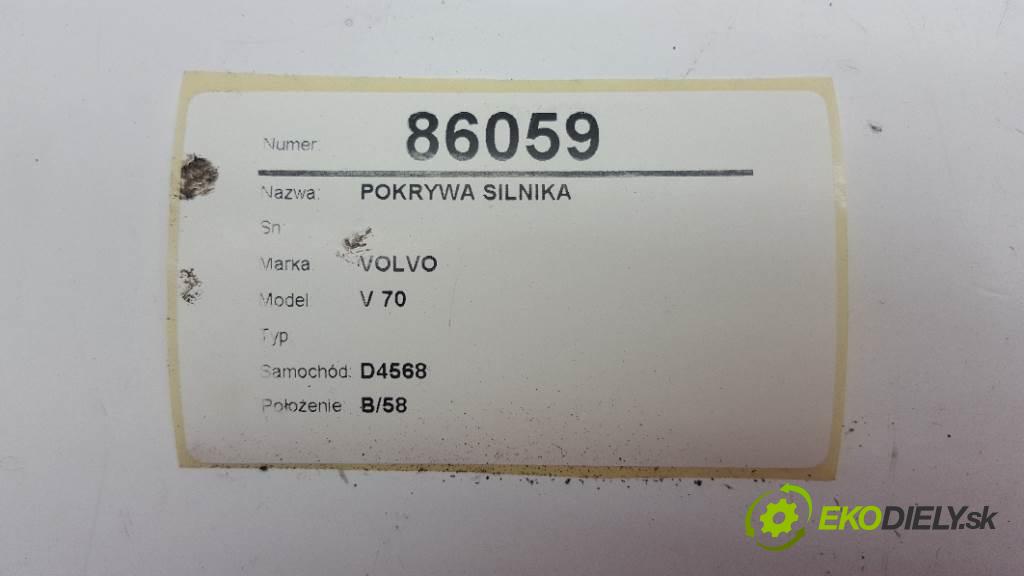 Numer: 86059
Nazwa: POKRYWA SILNIKA
Sn:
Marka VOLVO
Model V 70
Typ
Samochód: D4568
Położenie: B/58
EKODIELY.sk